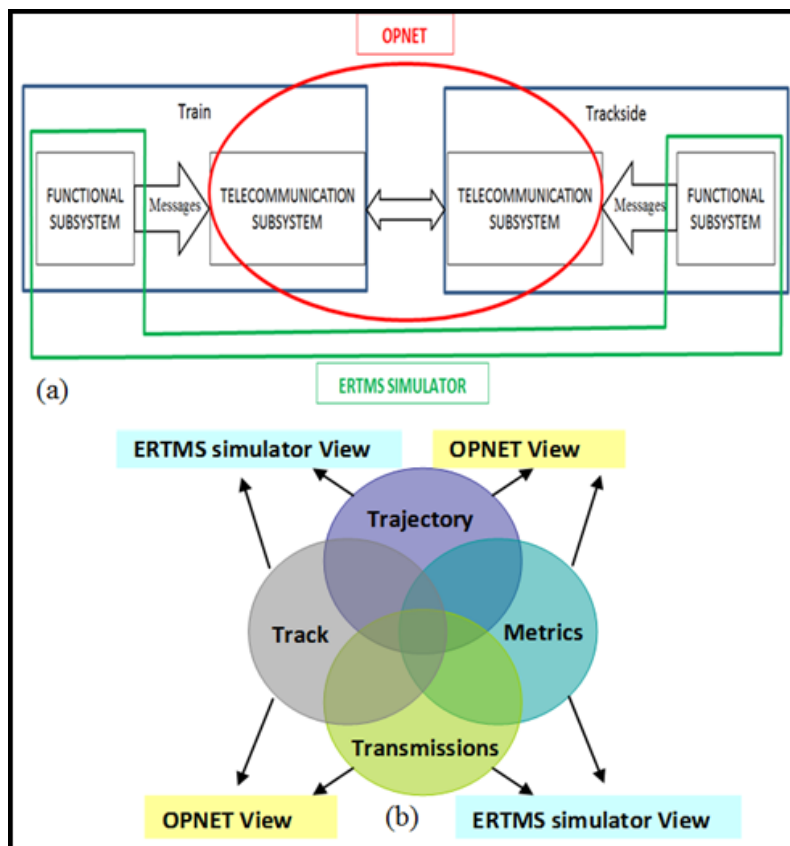 OPNET
Train
Trackside
FUNCTIONAL
SUBSYSTEM
Messages
TELECOMMUNICATION
SUBSYSTEM
TELECOMMUNICATION
SUBSYSTEM
Messages
FUNCTIONAL
SUBSYSTEM
(a)
ERTMS SIMULATOR
ERTMS simulator View
OPNET View
Trajectory
Track
Metrics
Transmissions
OPNET View
(b)
ERTMS simulator View